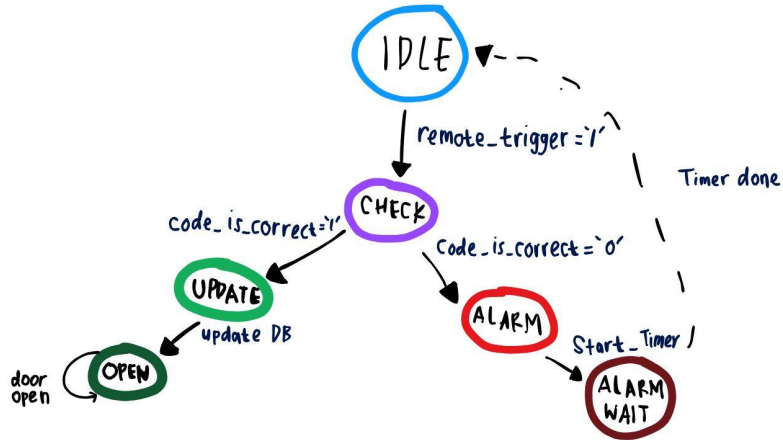 IDLE
remote_trigger='1'
Timer done
CHECK
code_is_correct='1'
code_is_correct='0'
UPDATE
ALARM
update DB
Start_Timer
OPEN
door
open
ALARM
WAIT